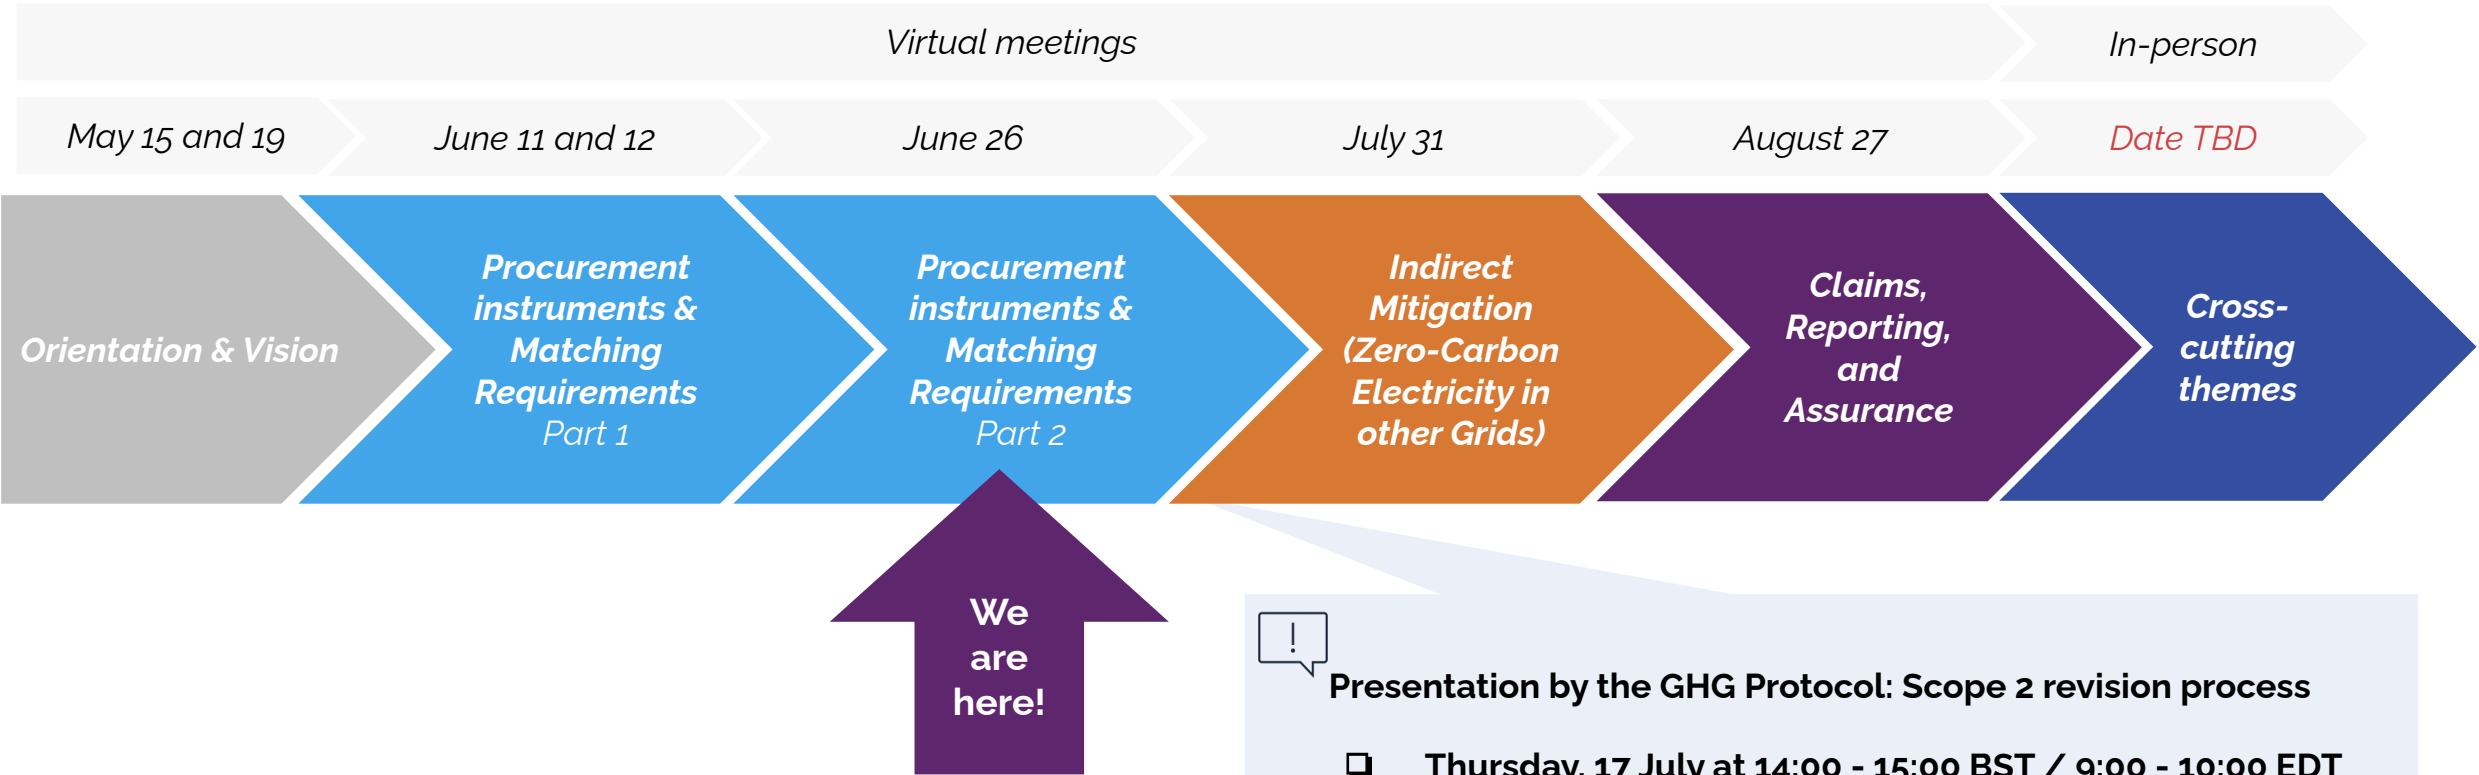 Virtual meetings
In-person
May 15 and 19
June 11 and 12
June 26
July 31
August 27
Date TBD
Orientation & Vision
Procurement
instruments &
Matching
Requirements
Part 1
Procurement
instruments &
Matching
Requirements
Part 2
Indirect
Mitigation
(Zero-Carbon
Electricity in
other Grids)
Claims,
Reporting,
and
Assurance
Cross-
cutting
themes
We
are
here!
!
Presentation by the GHG Protocol: Scope 2 revision process
Thursday, 17 July at 14:00 - 15:00 BST / 9:00 - 10:00 EDT